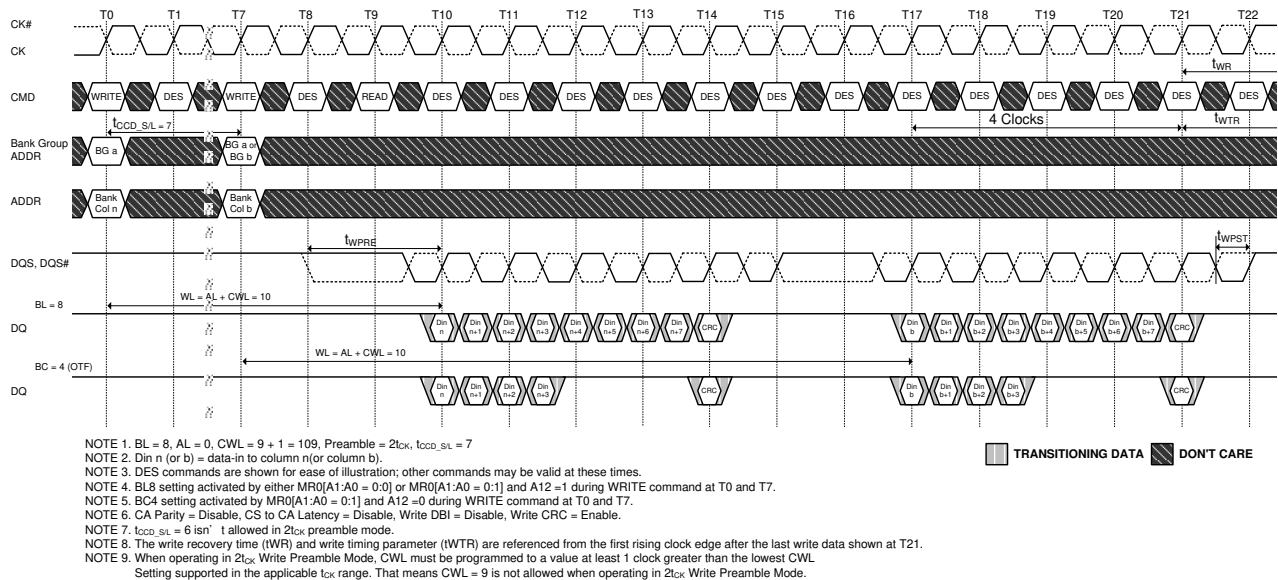 CK#
CK
T0 T1 T7 T8 T9 T10 T11 T12 T13 T14 T15 T16 T17 T18 T19 T20 T21 T22
tWR
CMD
WRITE DES WRITE DES READ DES DES DES DES DES DES DES DES DES DES DES DES DES
tCCD_S/L = 7
4 Clocks
tWTR
Bank Group
ADDR
BG a
BG a or
BG b
ADDR
Bank
Col n
Bank
Col b
tWPRE
tWPST
DQS, DQS#
BL = 8
WL = AL + CWL = 10
DQ
Din n Din n+1 Din n+2 Din n+3 Din n+4 Din n+5 Din n+6 Din n+7 CRC Din b Din b+1 Din b+2 Din b+3 Din b+4 Din b+5 Din b+6 Din b+7 CRC
BC = 4 (OTF)
WL = AL + CWL = 10
DQ
Din n Din n+1 Din n+2 Din n+3 CRC Din b Din b+1 Din b+2 Din b+3 CRC
NOTE 1. BL = 8, AL = 0, CWL = 9 + 1 = 109, Preamble = 2tCK, tCCD_S/L = 7
NOTE 2. Din n (or b) = data-in to column n(or column b).
NOTE 3. DES commands are shown for ease of illustration; other commands may be valid at these times.
NOTE 4. BL8 setting activated by either MR0[A1:A0 = 0:0] or MR0[A1:A0 = 0:1] and A12 =1 during WRITE command at T0 and T7.
NOTE 5. BC4 setting activated by MR0[A1:A0 = 0:1] and A12 =0 during WRITE command at T0 and T7.
NOTE 6. CA Parity = Disable, CS to CA Latency = Disable, Write DBI = Disable, Write CRC = Enable.
NOTE 7. tCCD_S/L = 6 isn' t allowed in 2tCK preamble mode.
NOTE 8. The write recovery time (tWR) and write timing parameter (tWTR) are referenced from the first rising clock edge after the last write data shown at T21.
NOTE 9. When operating in 2tCK Write Preamble Mode, CWL must be programmed to a value at least 1 clock greater than the lowest CWL
Setting supported in the applicable tCK range. That means CWL = 9 is not allowed when operating in 2tCK Write Preamble Mode.
TRANSITIONING DATA
DON'T CARE